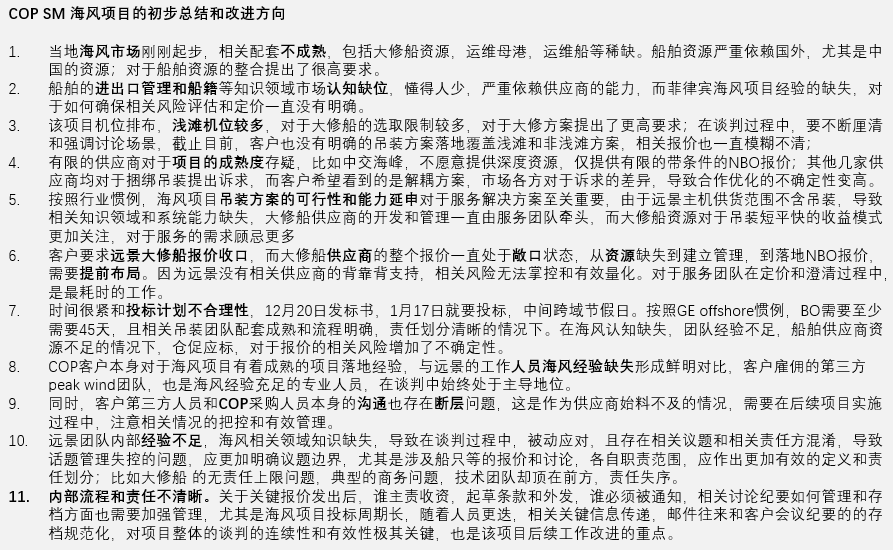 COP SM 海风项目的初步总结和改进方向
1. 当地海风市场刚刚起步，相关配套不成熟，包括大修船资源，运维母港，运维船等稀缺。船舶资源严重依赖国外，尤其是中
国的资源；对于船舶资源的整合提出了很高要求。
2. 船舶的进出口管理和船籍等知识领域市场认知缺位，懂得人少，严重依赖供应商的能力，而菲律宾海风项目经验的缺失，对
于如何确保相关风险评估和定价一直没有明确。
3. 该项目机位排布，浅滩机位较多，对于大修船的选取限制较多，对于大修方案提出了更高要求；在谈判过程中，要不断厘清
和强调讨论场景，截止目前，客户也没有明确的吊装方案落地覆盖浅滩和非浅滩方案，相关报价也一直模糊不清；
4. 有限的供应商对于项目的成熟度存疑，比如中交海峰，不愿意提供深度资源，仅提供有限的带条件的NBO报价；其他几家供
应商均对于捆绑吊装提出诉求，而客户希望看到的是解耦方案，市场各方对于诉求的差异，导致合作优化的不确定性变高。
5. 按照行业惯例，海风项目吊装方案的可行性和能力延申对于服务解决方案至关重要，由于远景主机供货范围不含吊装，导致
相关知识领域和系统能力缺失，大修船供应商的开发和管理一直由服务团队牵头，而大修船资源对于吊装短平快的收益模式
更加关注，对于服务的需求顾忌更多
6. 客户要求远景大修船报价收口，而大修船供应商的整个报价一直处于敞口状态，从资源缺失到建立管理，到落地NBO报价，
需要提前布局。因为远景没有相关供应商的背靠背支持，相关风险无法掌控和有效量化。对于服务团队在定价和澄清过程中，
是最耗时的工作。
7. 时间很紧和投标计划不合理性，12月20日发标书，1月17日就要投标，中间跨域节假日。按照GE offshore惯例，BO需要至少
需要45天，且相关吊装团队配套成熟和流程明确，责任划分清晰的情况下。在海风认知缺失，团队经验不足，船舶供应商资
源不足的情况下，仓促应标，对于报价的相关风险增加了不确定性。
8. COP客户本身对于海风项目有着成熟的项目落地经验，与远景的工作人员海风经验缺失形成鲜明对比，客户雇佣的第三方
peak wind团队，也是海风经验充足的专业人员，在谈判中始终处于主导地位。
9. 同时，客户第三方人员和COP采购人员本身的沟通也存在断层问题，这是作为供应商始料不及的情况，需要在后续项目实施
过程中，注意相关情况的把控和有效管理。
10. 远景团队内部经验不足，海风相关领域知识缺失，导致在谈判过程中，被动应对，且存在相关议题和相关责任方混淆，导致
话题管理失控的问题，应更加明确议题边界，尤其是涉及船只等的报价和讨论，各自职责范围，应作出更加有效的定义和责
任划分；比如大修船 的无责任上限问题，典型的商务问题，技术团队却顶在前方，责任失序。
11. 内部流程和责任不清晰。关于关键报价发出后，谁主责收资，起草条款和外发，谁必须被通知，相关讨论纪要如何管理和存
档方面也需要加强管理，尤其是海风项目投标周期长，随着人员更迭，相关关键信息传递，邮件往来和客户会议纪要的的存
档规范化，对项目整体的谈判的连续性和有效性极其关键，也是该项目后续工作改进的重点。